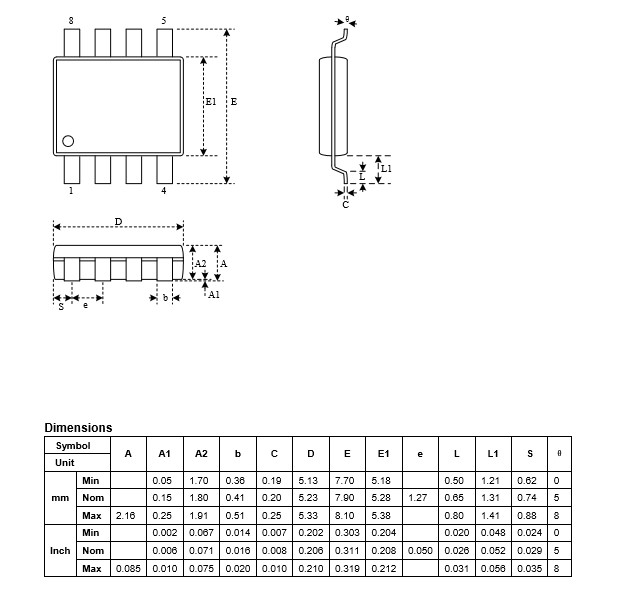 8 5
θ
E1 E
L1
L
1 4
C
D
A2 A
A1
S e b
Dimensions
Symbol A A1 A2 b C D E E1 e L L1 S θ
Unit
mm Min 0.05 1.70 0.36 0.19 5.13 7.70 5.18 0.50 1.21 0.62 0
Nom 0.15 1.80 0.41 0.20 5.23 7.90 5.28 1.27 0.65 1.31 0.74 5
Max 2.16 0.25 1.91 0.51 0.25 5.33 8.10 5.38 0.80 1.41 0.88 8
Inch Min 0.002 0.067 0.014 0.007 0.202 0.303 0.204 0.020 0.048 0.024 0
Nom 0.006 0.071 0.016 0.008 0.206 0.311 0.208 0.050 0.026 0.052 0.029 5
Max 0.085 0.010 0.075 0.020 0.010 0.210 0.319 0.212 0.031 0.056 0.035 8